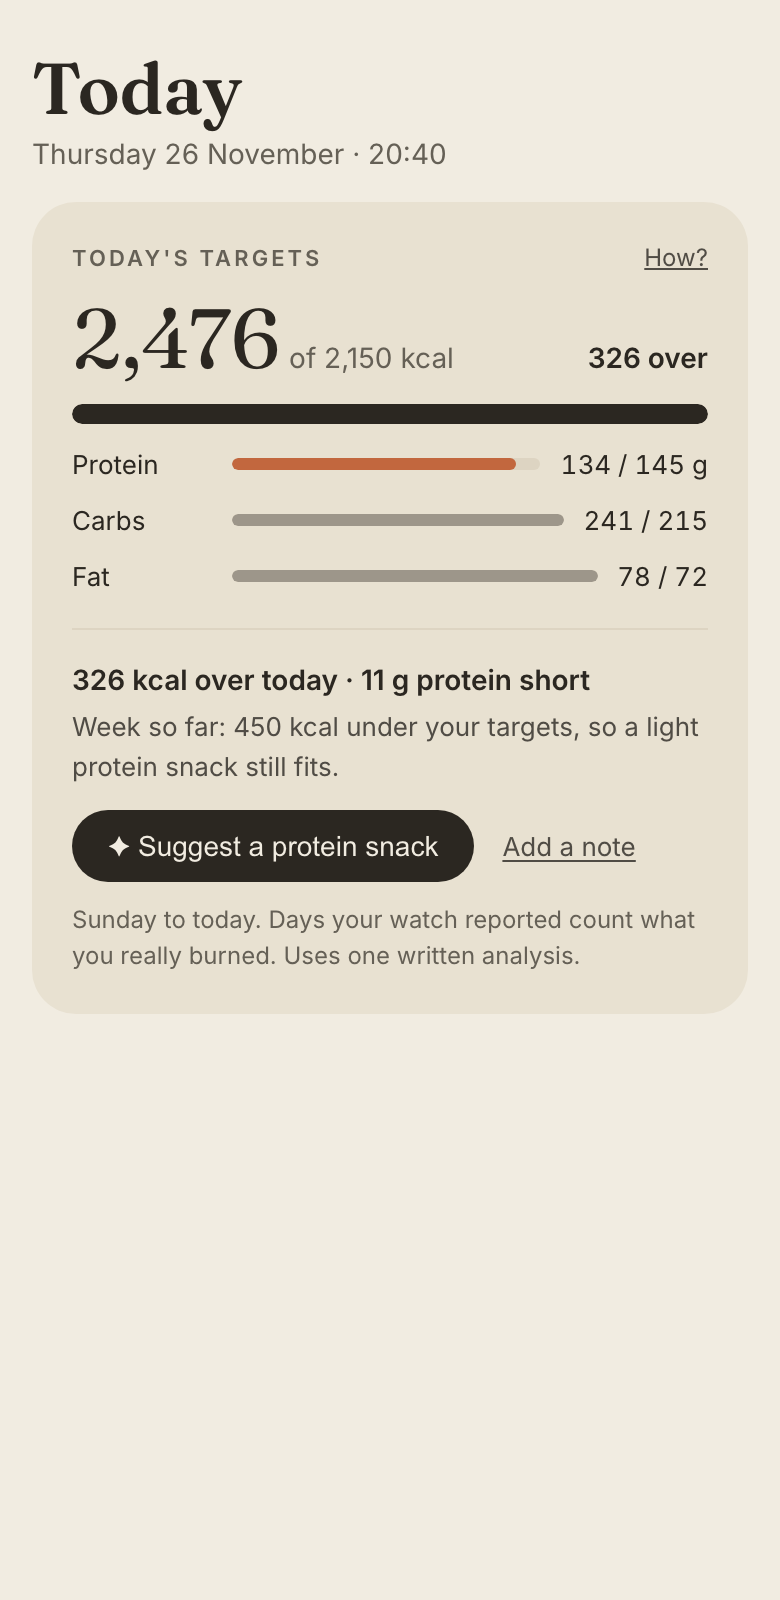 Today
Thursday 26 November · 20:40
TODAY'S TARGETS
How?
2,476 of 2,150 kcal
326 over
Protein
134 / 145 g
Carbs
241 / 215
Fat
78 / 72
326 kcal over today · 11 g protein short
Week so far: 450 kcal under your targets, so a light
protein snack still fits.
✦ Suggest a protein snack
Add a note
Sunday to today. Days your watch reported count what
you really burned. Uses one written analysis.